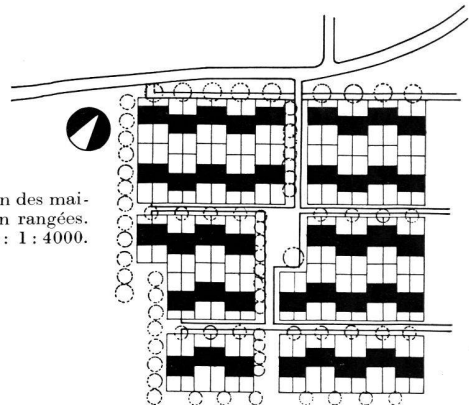 n des mai-
n rangées.
: 1:4000.